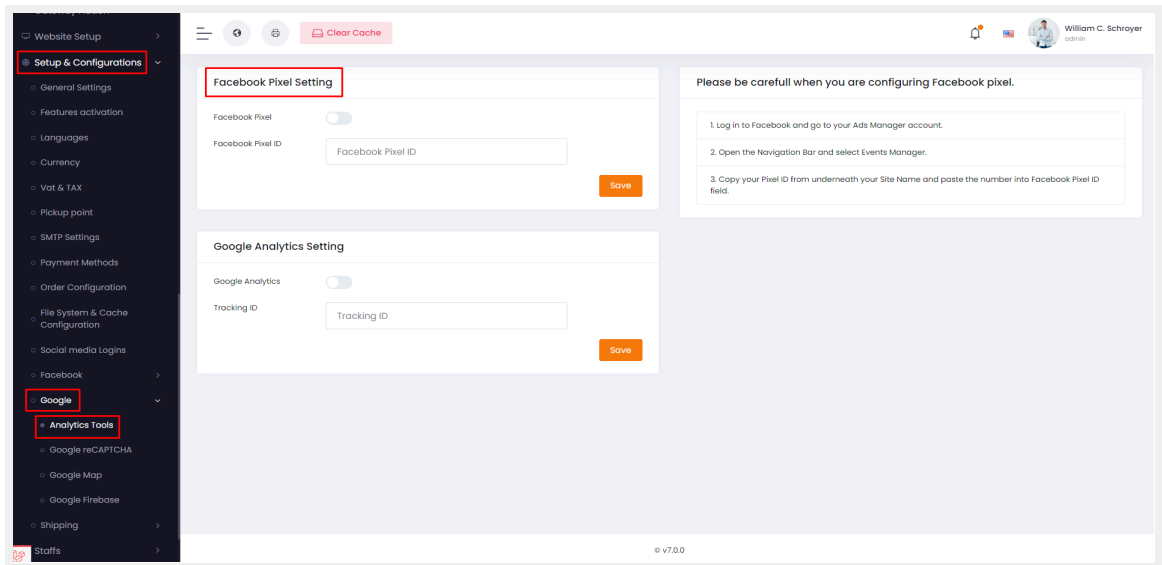 Website Setup
Setup & Configurations
General Settings
Features activation
Languages
Currency
Vat & TAX
Pickup point
SMTP Settings
Payment Methods
Order Configuration
File System & Cache
Configuration
Social media Logins
Facebook
Google
Analytics Tools
Google reCAPTCHA
Google Map
Google Firebase
Shipping
Staffs
Clear Cache
William C. Schroyer
admin
Facebook Pixel Setting
Facebook Pixel
Facebook Pixel ID
Facebook Pixel ID
Save
Please be carefull when you are configuring Facebook pixel.
1. Log in to Facebook and go to your Ads Manager account.
2. Open the Navigation Bar and select Events Manager.
3. Copy your Pixel ID from underneath your Site Name and paste the number into Facebook Pixel ID
field.
Google Analytics Setting
Google Analytics
Tracking ID
Tracking ID
Save
© v7.0.0